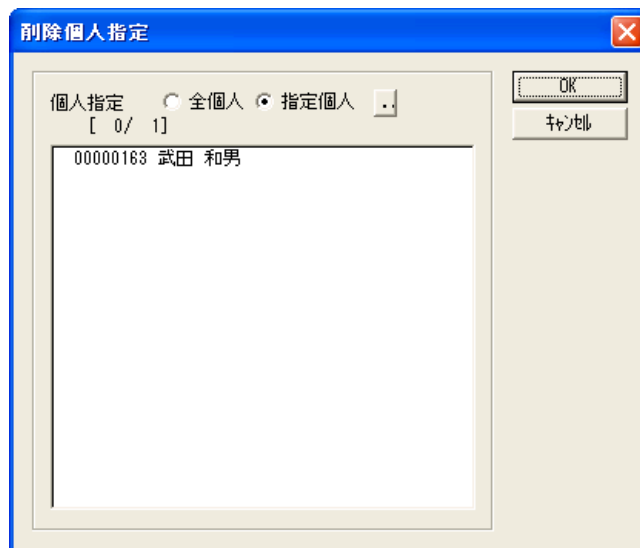 削除個人指定
個人指定 全個人 指定個人 ..
[ 0/ 1]
00000163 武田 和男
OK
ｷｬﾝｾﾙ